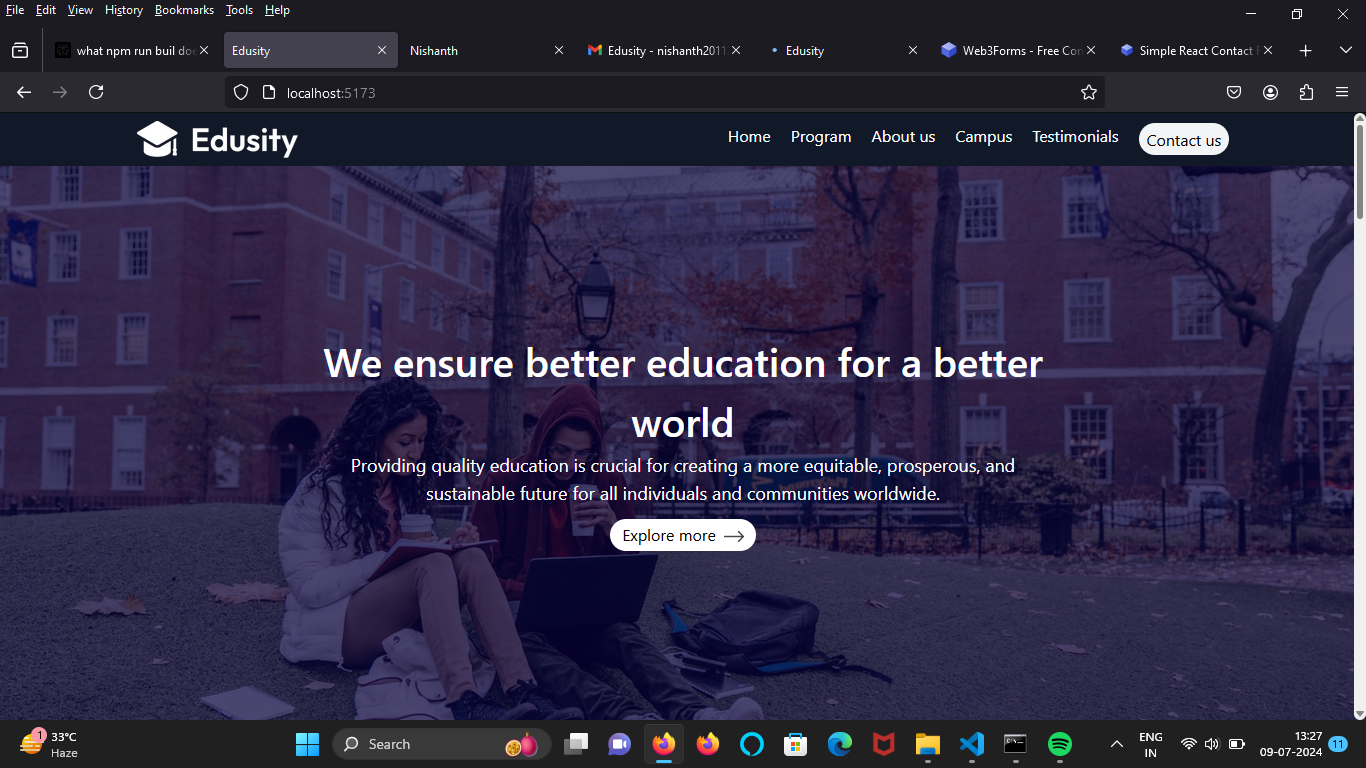 File Edit View History Bookmarks Tools Help
what npm run buil doe
Edusity
Nishanth
Edusity - nishanth2011
Edusity
Web3Forms - Free Con
Simple React Contact
localhost:5173
Edusity
Home Program About us Campus Testimonials Contact us
We ensure better education for a better
world
Providing quality education is crucial for creating a more equitable, prosperous, and
sustainable future for all individuals and communities worldwide.
Explore more
1
33°C
Haze
Search
ENG
IN
13:27
09-07-2024
11